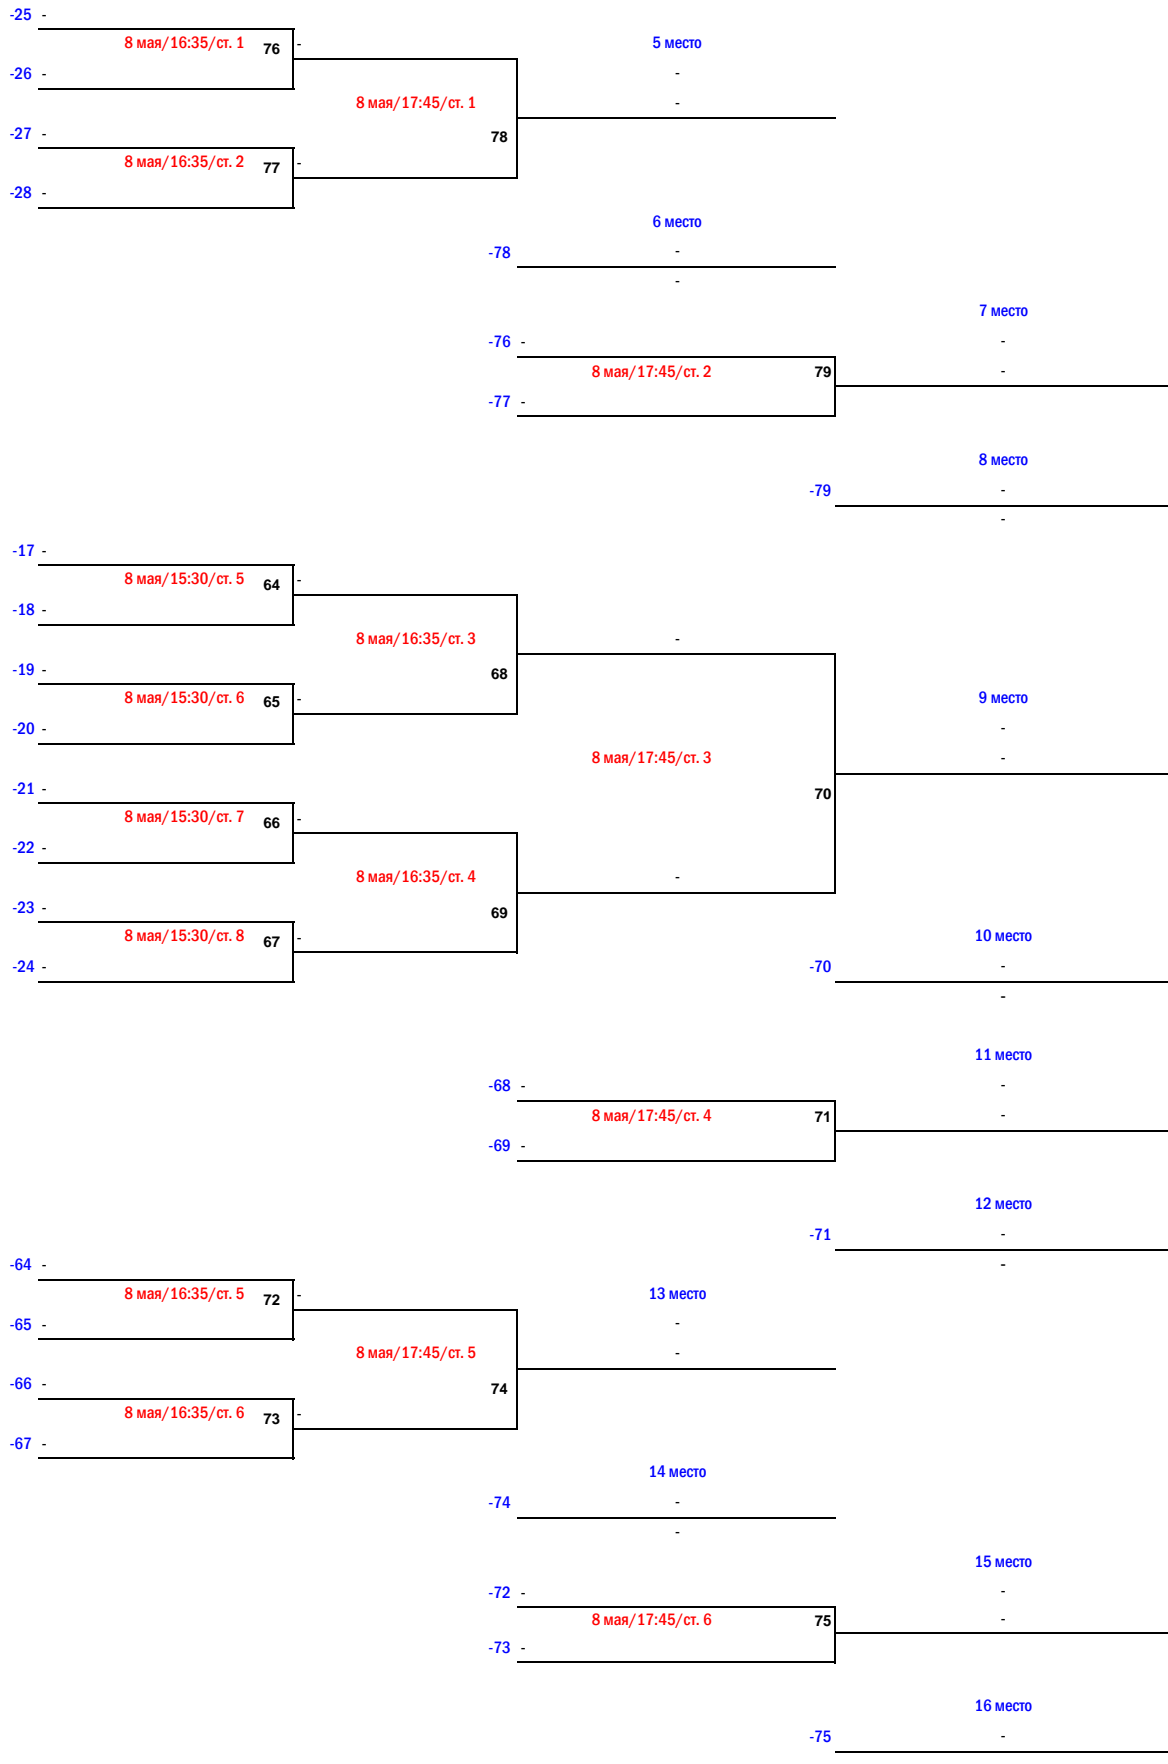 -25 -
8 мая/16:35/ст. 1 76 - 5 место
-26 - -
8 мая/17:45/ст. 1 -
-27 - 78
8 мая/16:35/ст. 2 77 -
-28 -
6 место
-78 -
-
7 место
-76 - -
8 мая/17:45/ст. 2 79 -
-77 -
8 место
-79 -
-
-17 -
8 мая/15:30/ст. 5 64 -
-18 -
8 мая/16:35/ст. 3 -
-19 - 68
8 мая/15:30/ст. 6 65 - 9 место
-20 - -
8 мая/17:45/ст. 3 -
-21 - 70
8 мая/15:30/ст. 7 66 -
-22 -
8 мая/16:35/ст. 4 -
-23 - 69
8 мая/15:30/ст. 8 67 - 10 место
-24 - -70 -
-
11 место
-68 - -
8 мая/17:45/ст. 4 71 -
-69 -
12 место
-71 -
-64 - -
8 мая/16:35/ст. 5 72 - 13 место
-65 - -
8 мая/17:45/ст. 5 -
-66 - 74
8 мая/16:35/ст. 6 73 -
-67 -
14 место
-74 -
-
15 место
-72 - -
8 мая/17:45/ст. 6 75 -
-73 -
16 место
-75 -